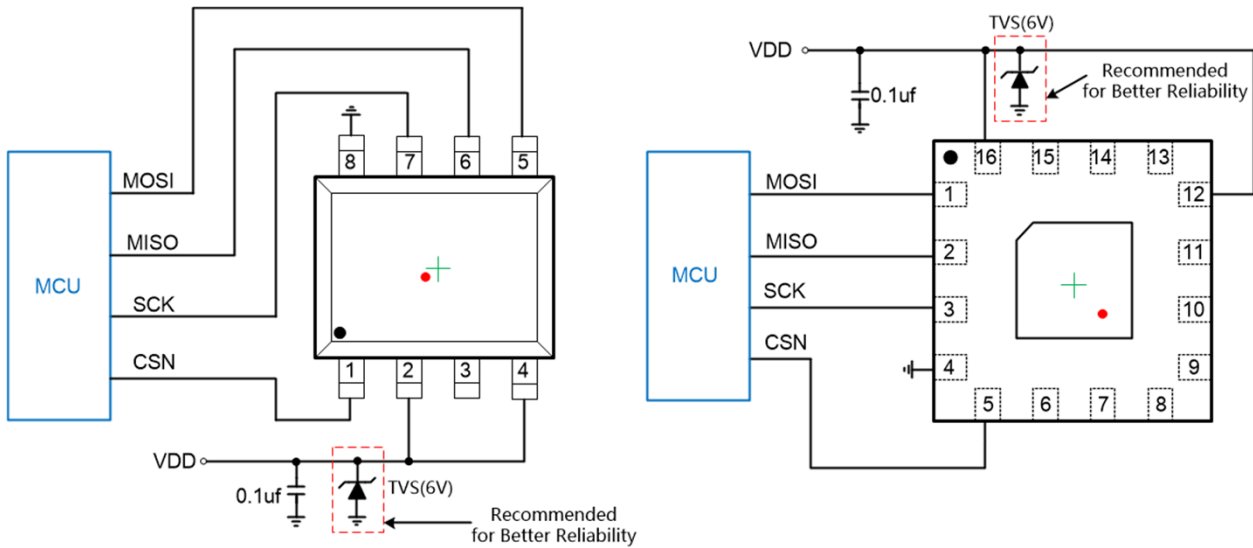 8
7
6
5
MOSI
MISO
MCU
SCK
CSN
1
2
3
4
VDD
0.1uf
TVS(6V)
Recommended
for Better Reliability
TVS(6V)
VDD
Recommended
for Better Reliability
0.1uf
16
15
14
13
MOSI
1
12
MISO
2
11
MCU
SCK
3
10
CSN
4
9
5
6
7
8